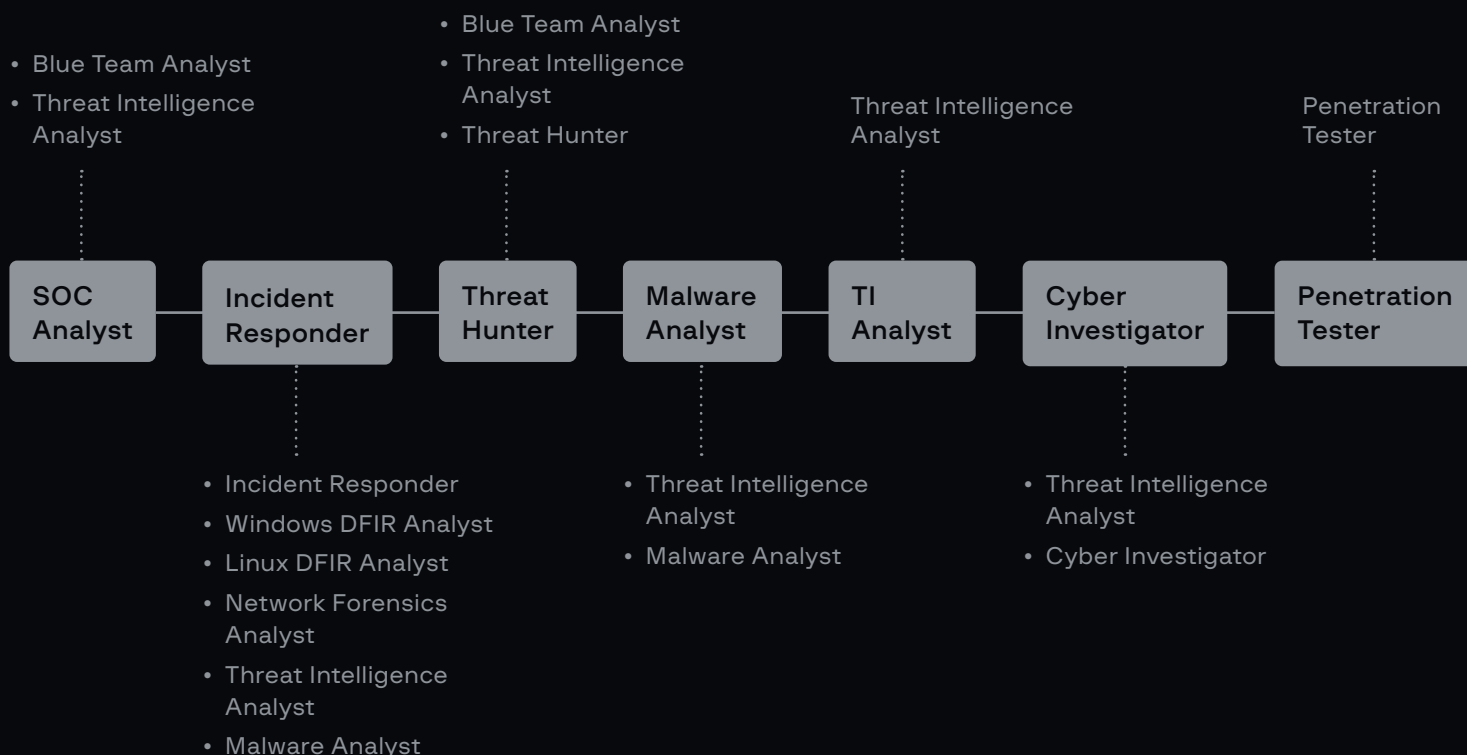 • Blue Team Analyst
• Threat Intelligence
Analyst
• Blue Team Analyst
• Threat Intelligence
Analyst
• Threat Hunter
Threat Intelligence
Analyst
Penetration
Tester
SOC
Analyst
Incident
Responder
Threat
Hunter
Malware
Analyst
TI
Analyst
Cyber
Investigator
Penetration
Tester
• Incident Responder
• Windows DFIR Analyst
• Linux DFIR Analyst
• Network Forensics
Analyst
• Threat Intelligence
Analyst
• Malware Analyst
• Threat Intelligence
Analyst
• Malware Analyst
• Threat Intelligence
Analyst
• Cyber Investigator